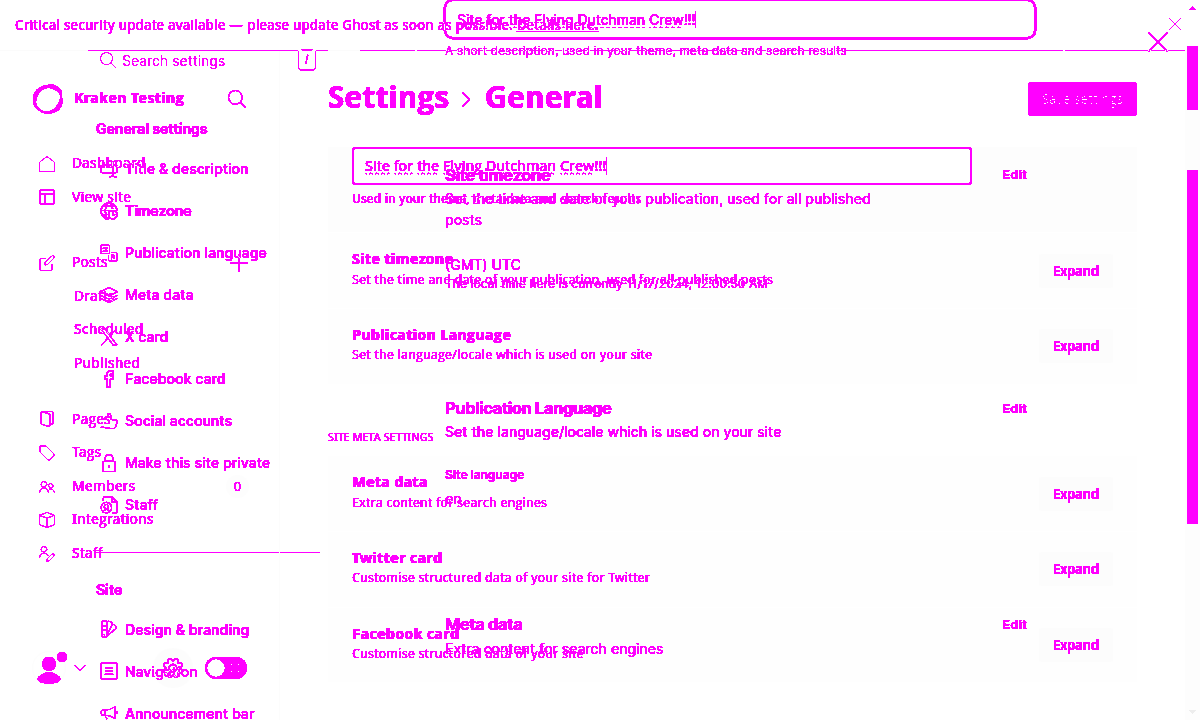 Site for the Flying Dutchman Crew!!!
Critical security update available — please update Ghost as soon as possible. Details here.
A short description, used in your theme, meta data and search results
Search settings
/
Kraken Testing
Settings › General
Save settings
General settings
Dashboard
Title & description
Site for the Flying Dutchman Crew!!!
Site timezone
Edit
View site
Used in your theme, meta data and search results
Set the time and date of your publication, used for all published
posts
Timezone
Publication language
Posts
Site timezone
(GMT) UTC
Expand
Set the time and date of your publication, used for all published posts
The local time here is currently 11/17/2024, 12:00:30 AM
Drafts
Meta data
Scheduled
X card
Publication Language
Expand
Set the language/locale which is used on your site
Published
Facebook card
Publication Language
Edit
Pages
Social accounts
Set the language/locale which is used on your site
SITE META SETTINGS
Tags
Make this site private
Site language
en
Members
0
Meta data
Expand
Extra content for search engines
Staff
Integrations
Staff
Twitter card
Expand
Customise structured data of your site for Twitter
Site
Design & branding
Meta data
Edit
Facebook card
Expand
Extra content for search engines
Customise structured data of your site
Navigation
Announcement bar